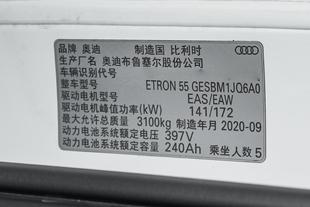 品牌 奥迪 制造国 比利时
生产厂名 奥迪布鲁塞尔股份公司
车辆识别代号
整车型号 ETRON 55 GESBM1JQ6A0
驱动电机型号 EAS/EAW
驱动电机峰值功率(kW) 141/172
最大允许总质量 3100kg 制造年月 2020-09
动力电池系统额定电压 397V
动力电池系统额定容量 240Ah 乘坐人数 5